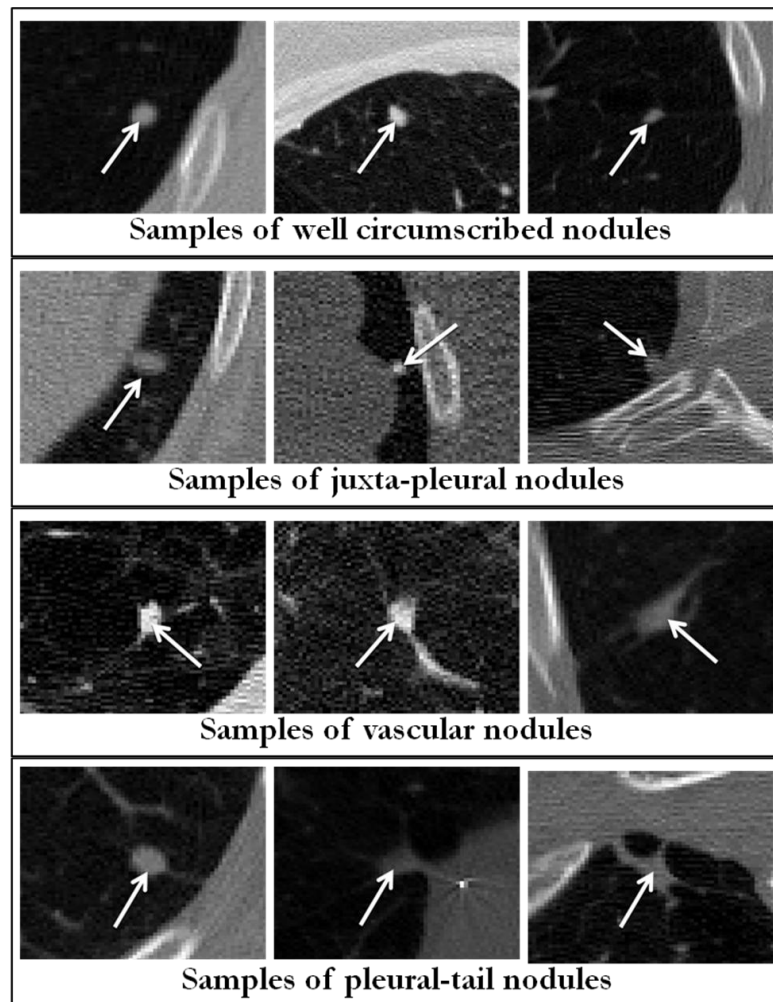 Samples of well circumscribed nodules
Samples of juxta-pleural nodules
Samples of vascular nodules
Samples of pleural-tail nodules